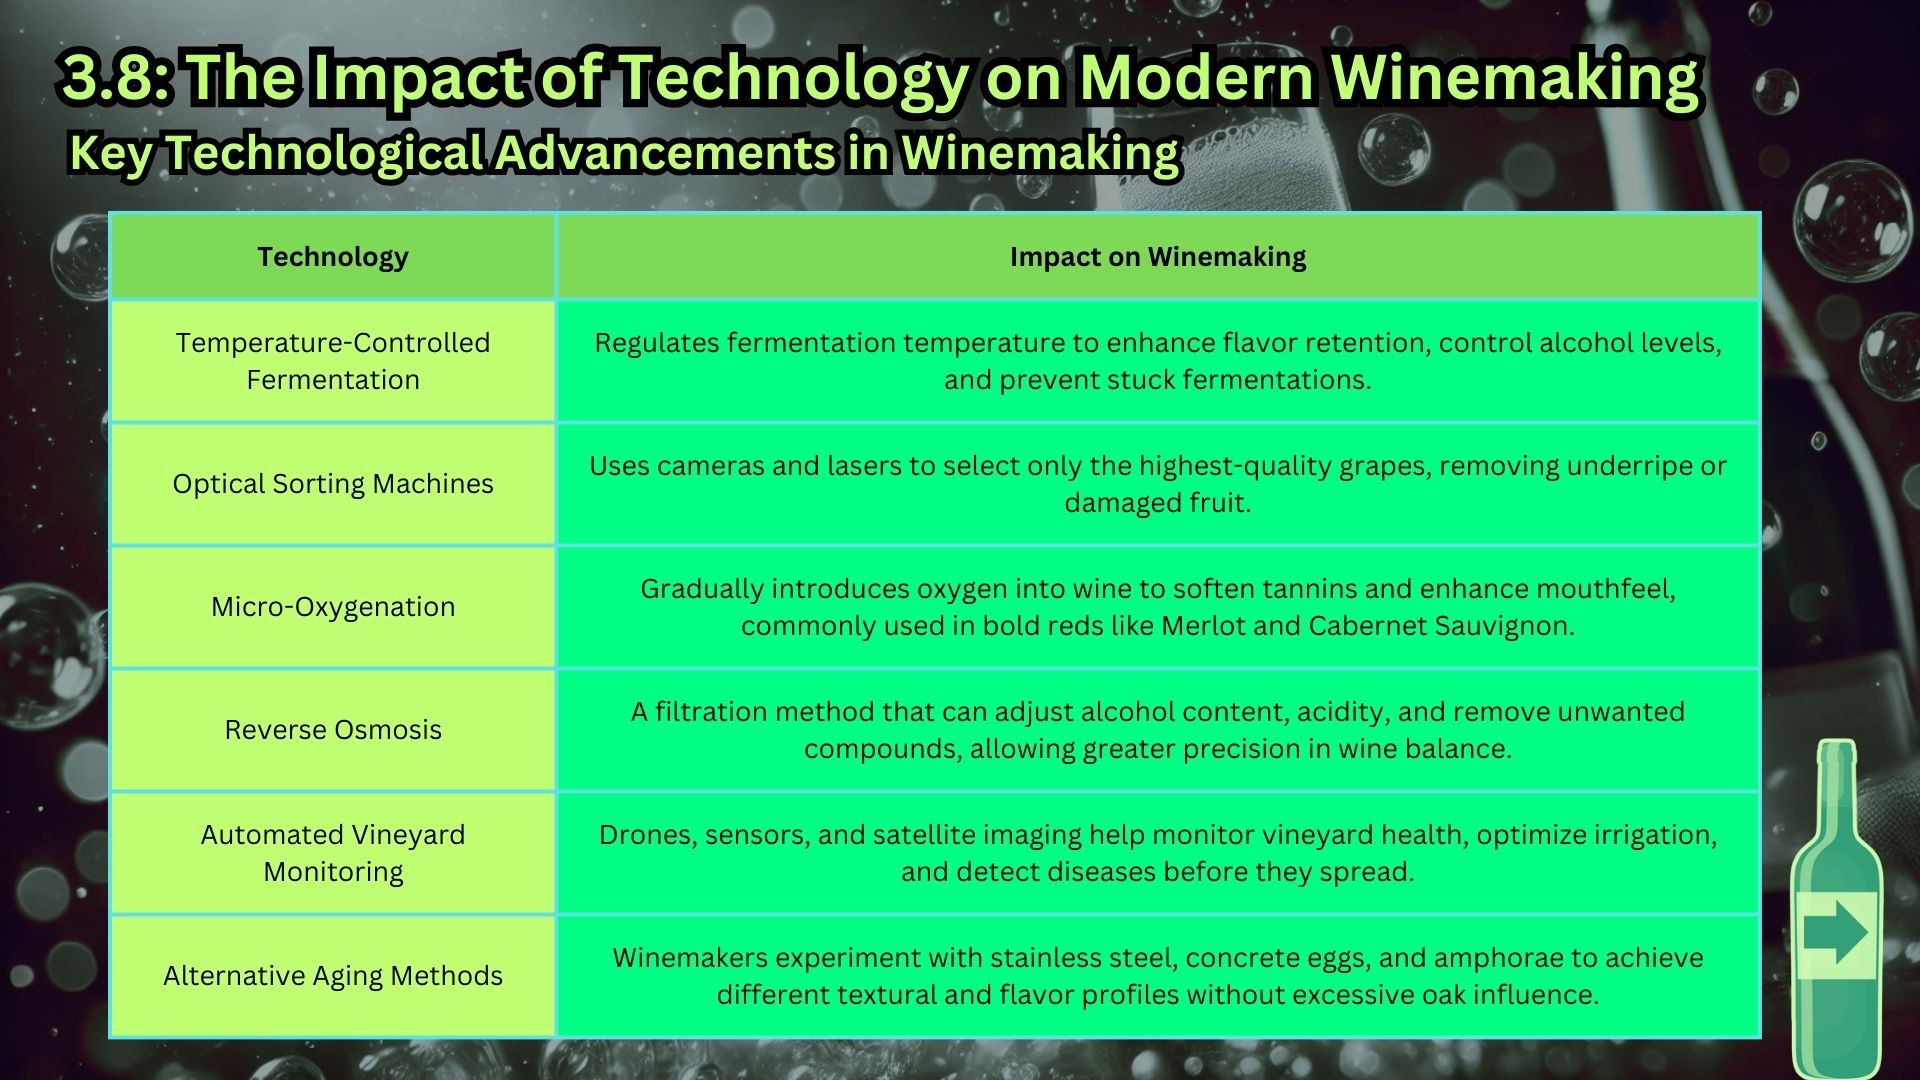 3.8: The Impact of Technology on Modern Winemaking
Key Technological Advancements in Winemaking
Technology
Impact on Winemaking
Temperature-Controlled
Fermentation
Regulates fermentation temperature to enhance flavor retention, control alcohol levels,
and prevent stuck fermentations.
Optical Sorting Machines
Uses cameras and lasers to select only the highest-quality grapes, removing underripe or
damaged fruit.
Micro-Oxygenation
Gradually introduces oxygen into wine to soften tannins and enhance mouthfeel,
commonly used in bold reds like Merlot and Cabernet Sauvignon.
Reverse Osmosis
A filtration method that can adjust alcohol content, acidity, and remove unwanted
compounds, allowing greater precision in wine balance.
Automated Vineyard
Monitoring
Drones, sensors, and satellite imaging help monitor vineyard health, optimize irrigation,
and detect diseases before they spread.
Alternative Aging Methods
Winemakers experiment with stainless steel, concrete eggs, and amphorae to achieve
different textural and flavor profiles without excessive oak influence.